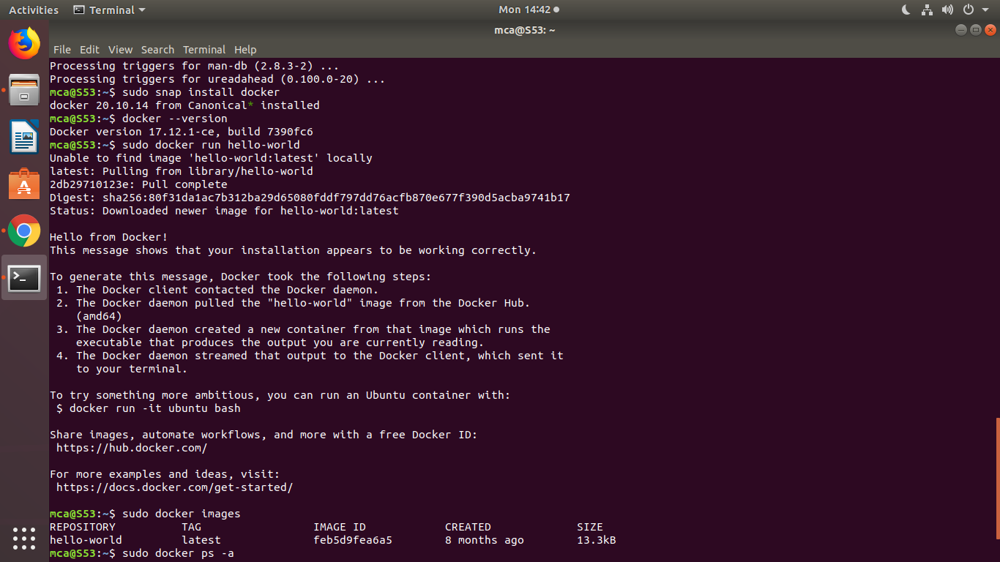 Activities Terminal Mon 14:42
mca@S53: ~
File Edit View Search Terminal Help
Processing triggers for man-db (2.8.3-2) ...
Processing triggers for ureadahead (0.100.0-20) ...
mca@S53:~$ sudo snap install docker
docker 20.10.14 from Canonical* installed
mca@S53:~$ docker --version
Docker version 17.12.1-ce, build 7390fc6
mca@S53:~$ sudo docker run hello-world
Unable to find image 'hello-world:latest' locally
latest: Pulling from library/hello-world
2db29710123e: Pull complete
Digest: sha256:80f31da1ac7b312ba29d65080fddf797dd76acfb870e677f390d5acba9741b17
Status: Downloaded newer image for hello-world:latest

Hello from Docker!
This message shows that your installation appears to be working correctly.

To generate this message, Docker took the following steps:
 1. The Docker client contacted the Docker daemon.
 2. The Docker daemon pulled the "hello-world" image from the Docker Hub.
    (amd64)
 3. The Docker daemon created a new container from that image which runs the
    executable that produces the output you are currently reading.
 4. The Docker daemon streamed that output to the Docker client, which sent it
    to your terminal.

To try something more ambitious, you can run an Ubuntu container with:
 $ docker run -it ubuntu bash

Share images, automate workflows, and more with a free Docker ID:
 https://hub.docker.com/

For more examples and ideas, visit:
 https://docs.docker.com/get-started/

mca@S53:~$ sudo docker images
REPOSITORY          TAG                 IMAGE ID            CREATED             SIZE
hello-world         latest              feb5d9fea6a5        8 months ago        13.3kB
mca@S53:~$ sudo docker ps -a